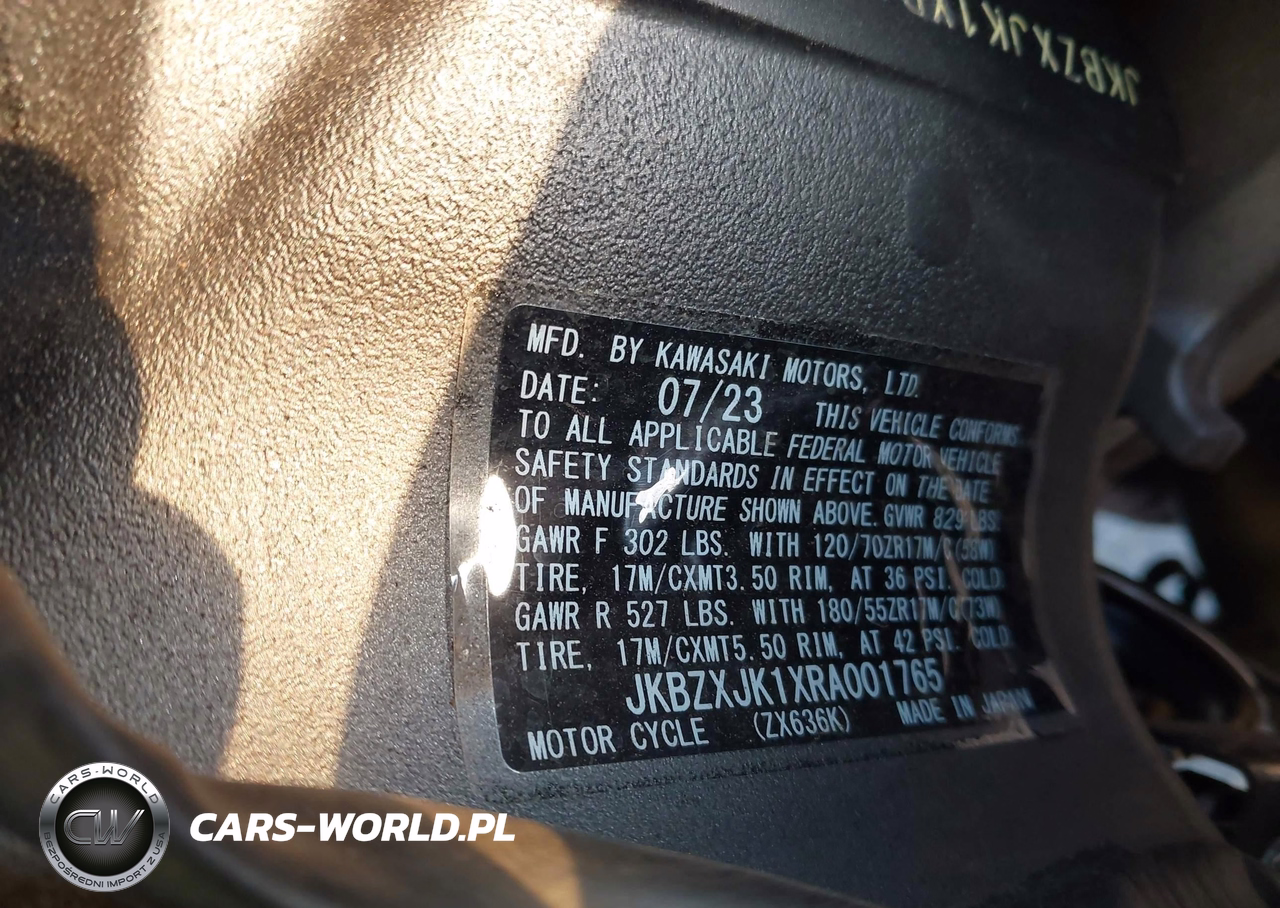 JKBZXJK1XR
MFD. BY KAWASAKI MOTORS, LTD.
DATE: 07/23 THIS VEHICLE CONFORMS
TO ALL APPLICABLE FEDERAL MOTOR VEHICLE
SAFETY STANDARDS IN EFFECT ON THE DATE
OF MANUFACTURE SHOWN ABOVE. GVWR 829 LBS.
GAWR F 302 LBS. WITH 120/70ZR17M/C(58W)
TIRE, 17M/CXMT3.50 RIM, AT 36 PSI. COLD
GAWR R 527 LBS. WITH 180/55ZR17M/C(73W)
TIRE, 17M/CXMT5.50 RIM, AT 42 PSI. COLD
JKBZXJK1XRA001765
MOTOR CYCLE (ZX636K) MADE IN JAPAN
CARS-WORLD
CW
BEZPOŚREDNI IMPORT Z USA
CARS-WORLD.PL